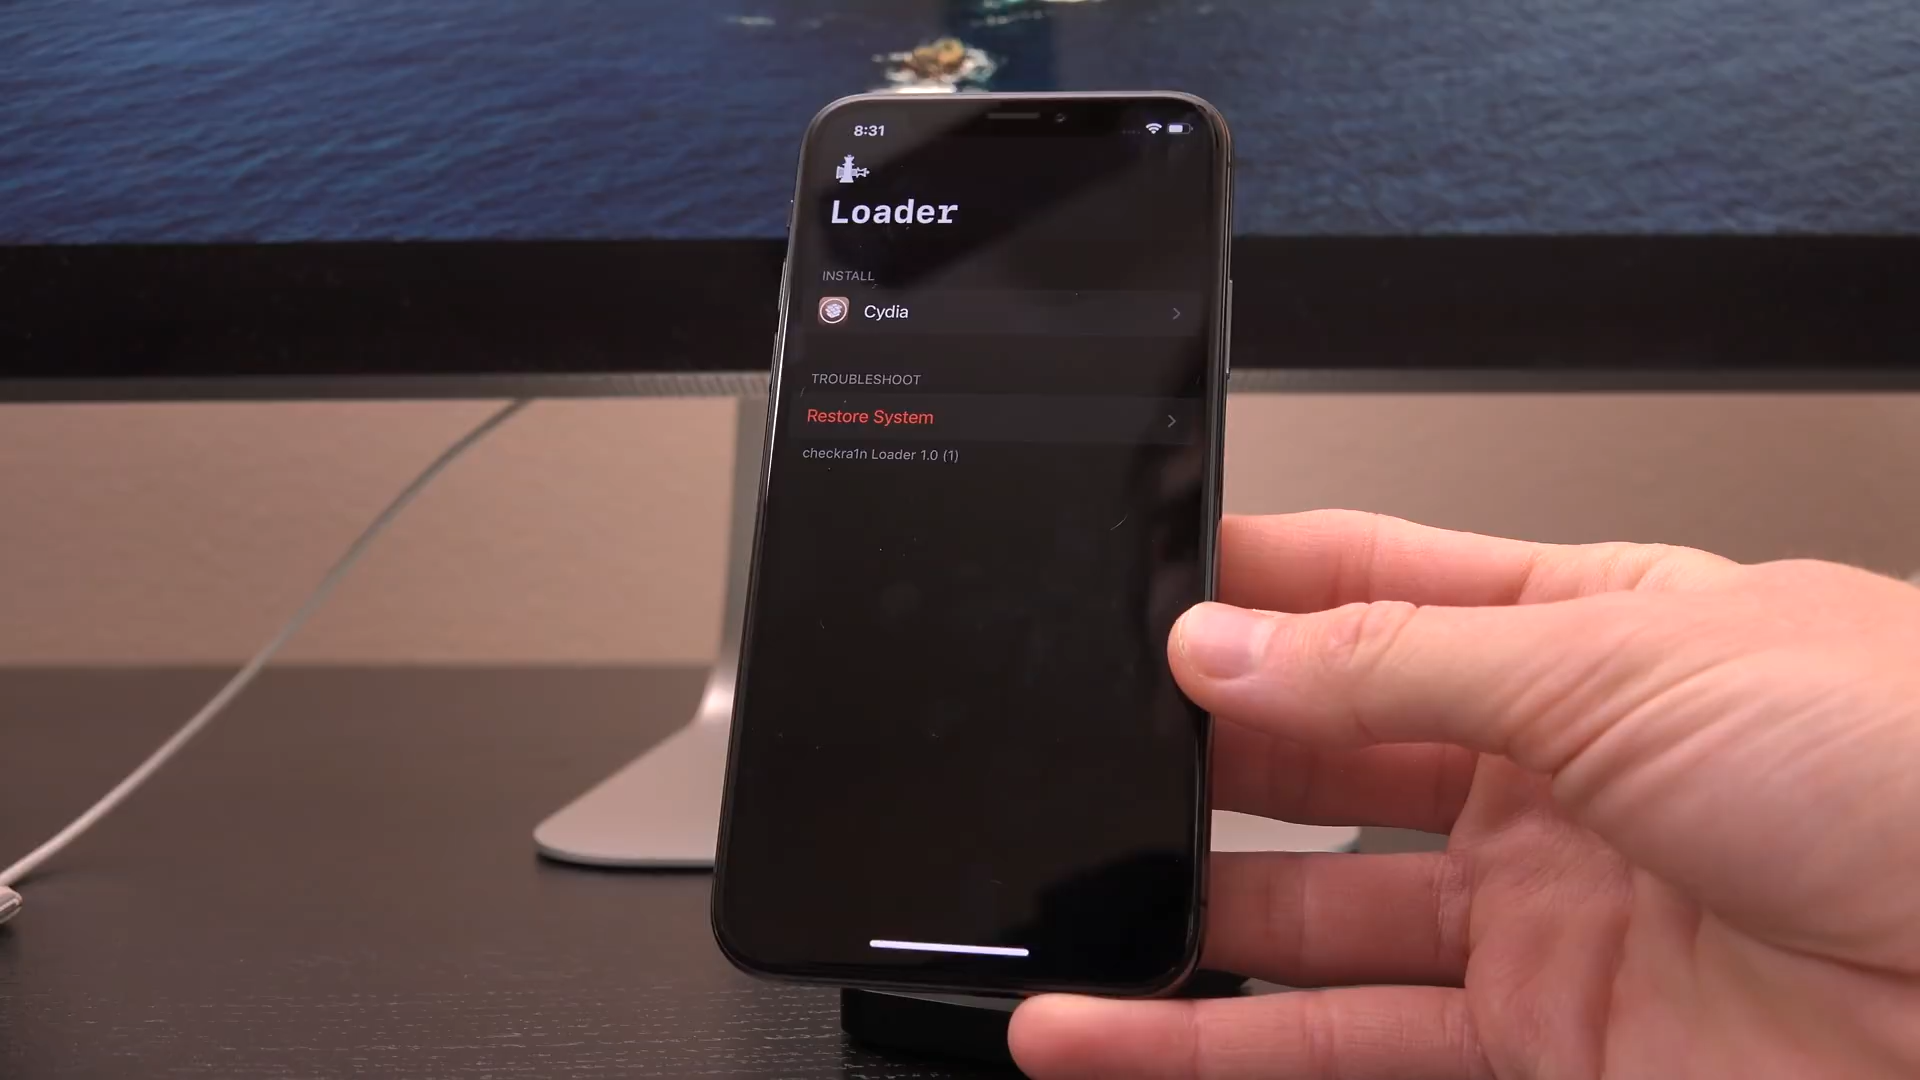 8:31
Loader
INSTALL
Cydia
TROUBLESHOOT
Restore System
checkra1n Loader 1.0 (1)